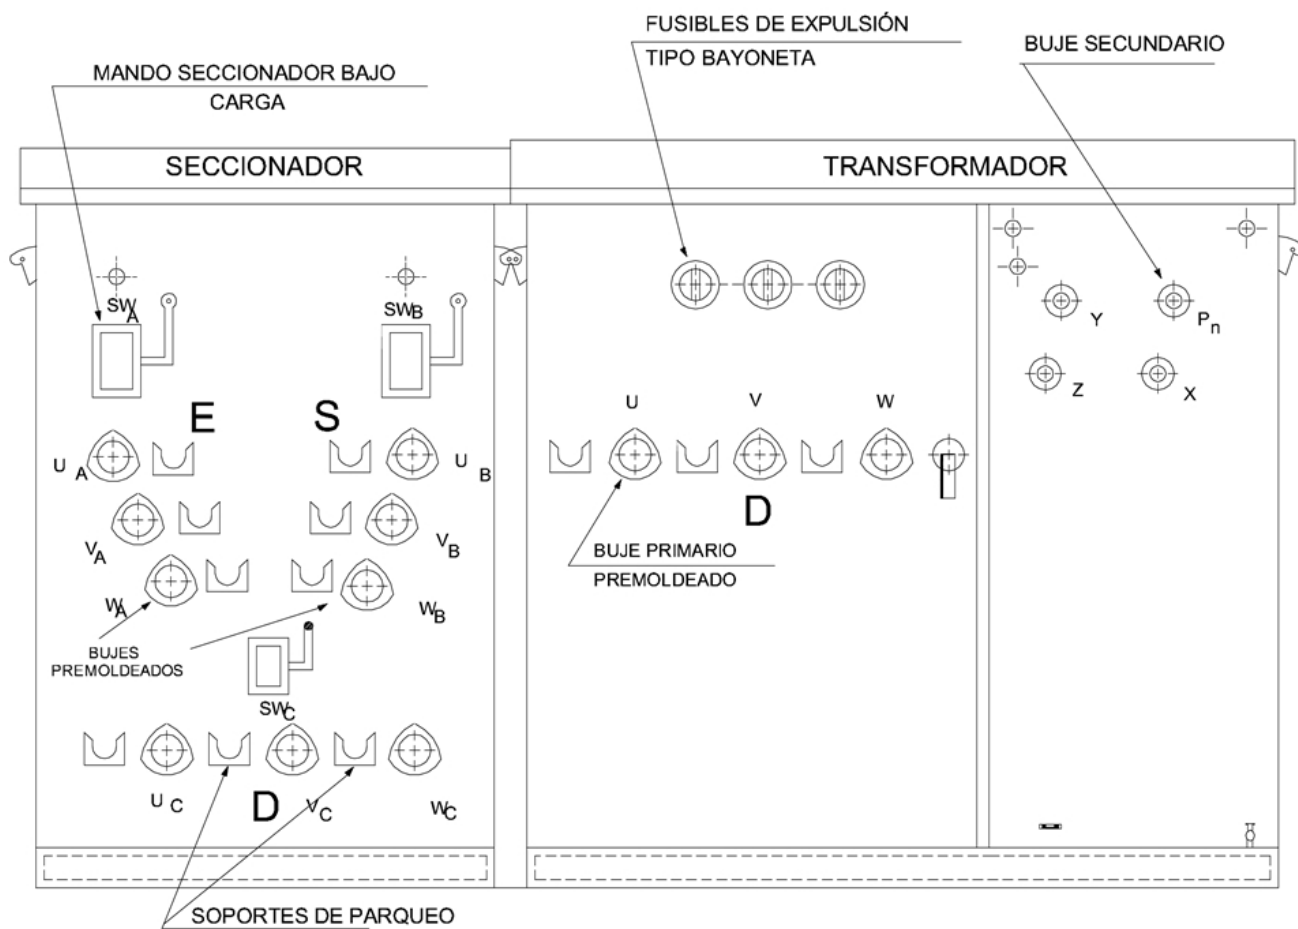 FUSIBLES DE EXPULSIÓN
TIPO BAYONETA
BUJE SECUNDARIO
MANDO SECCIONADOR BAJO
CARGA
SECCIONADOR
TRANSFORMADOR
SWA
SWB
Y
Pn
Z
X
E
S
U
V
W
UA
UB
D
VA
VB
BUJE PRIMARIO
PREMOLDEADO
WA
WB
BUJES
PREMOLDEADOS
SWC
UC
D
VC
WC
SOPORTES DE PARQUEO